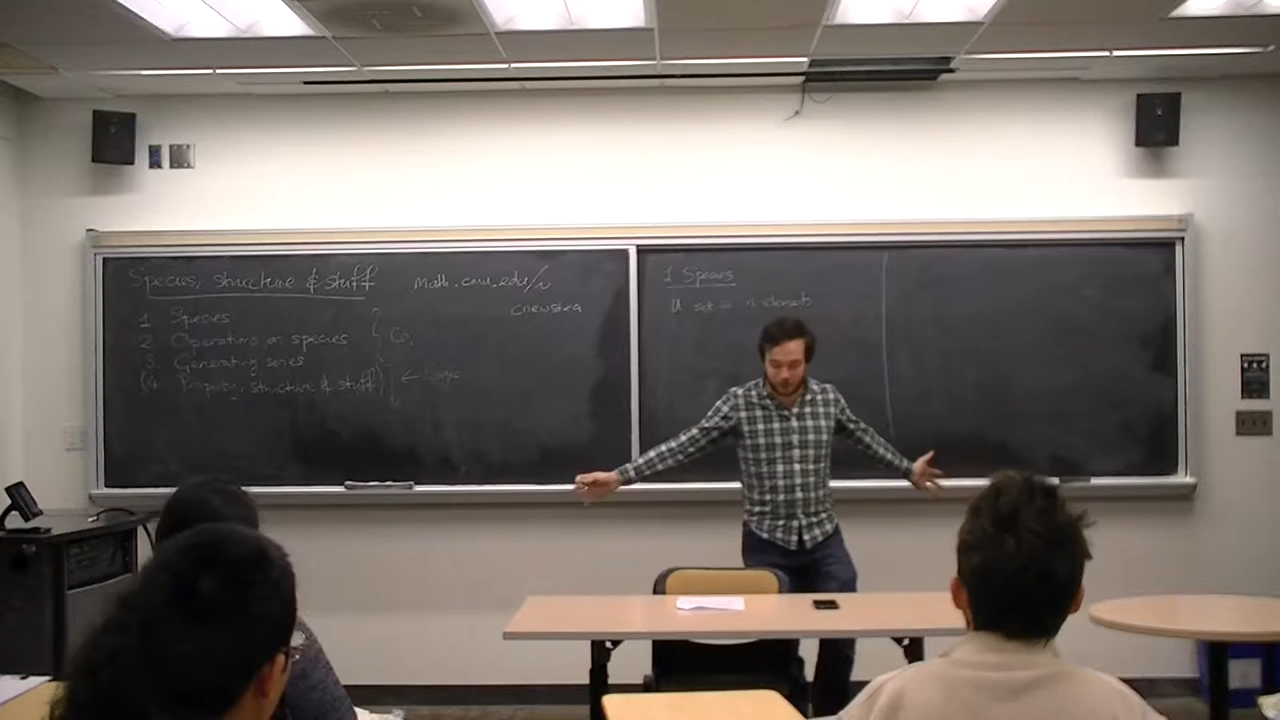 Species, structure & stuff
math.cmu.edu/~
cnewstea
1 Species
2. Operations on species
3. Generating series
(4. Property, structure & stuff)
Co,
← Logic
1 Species
U set n elements